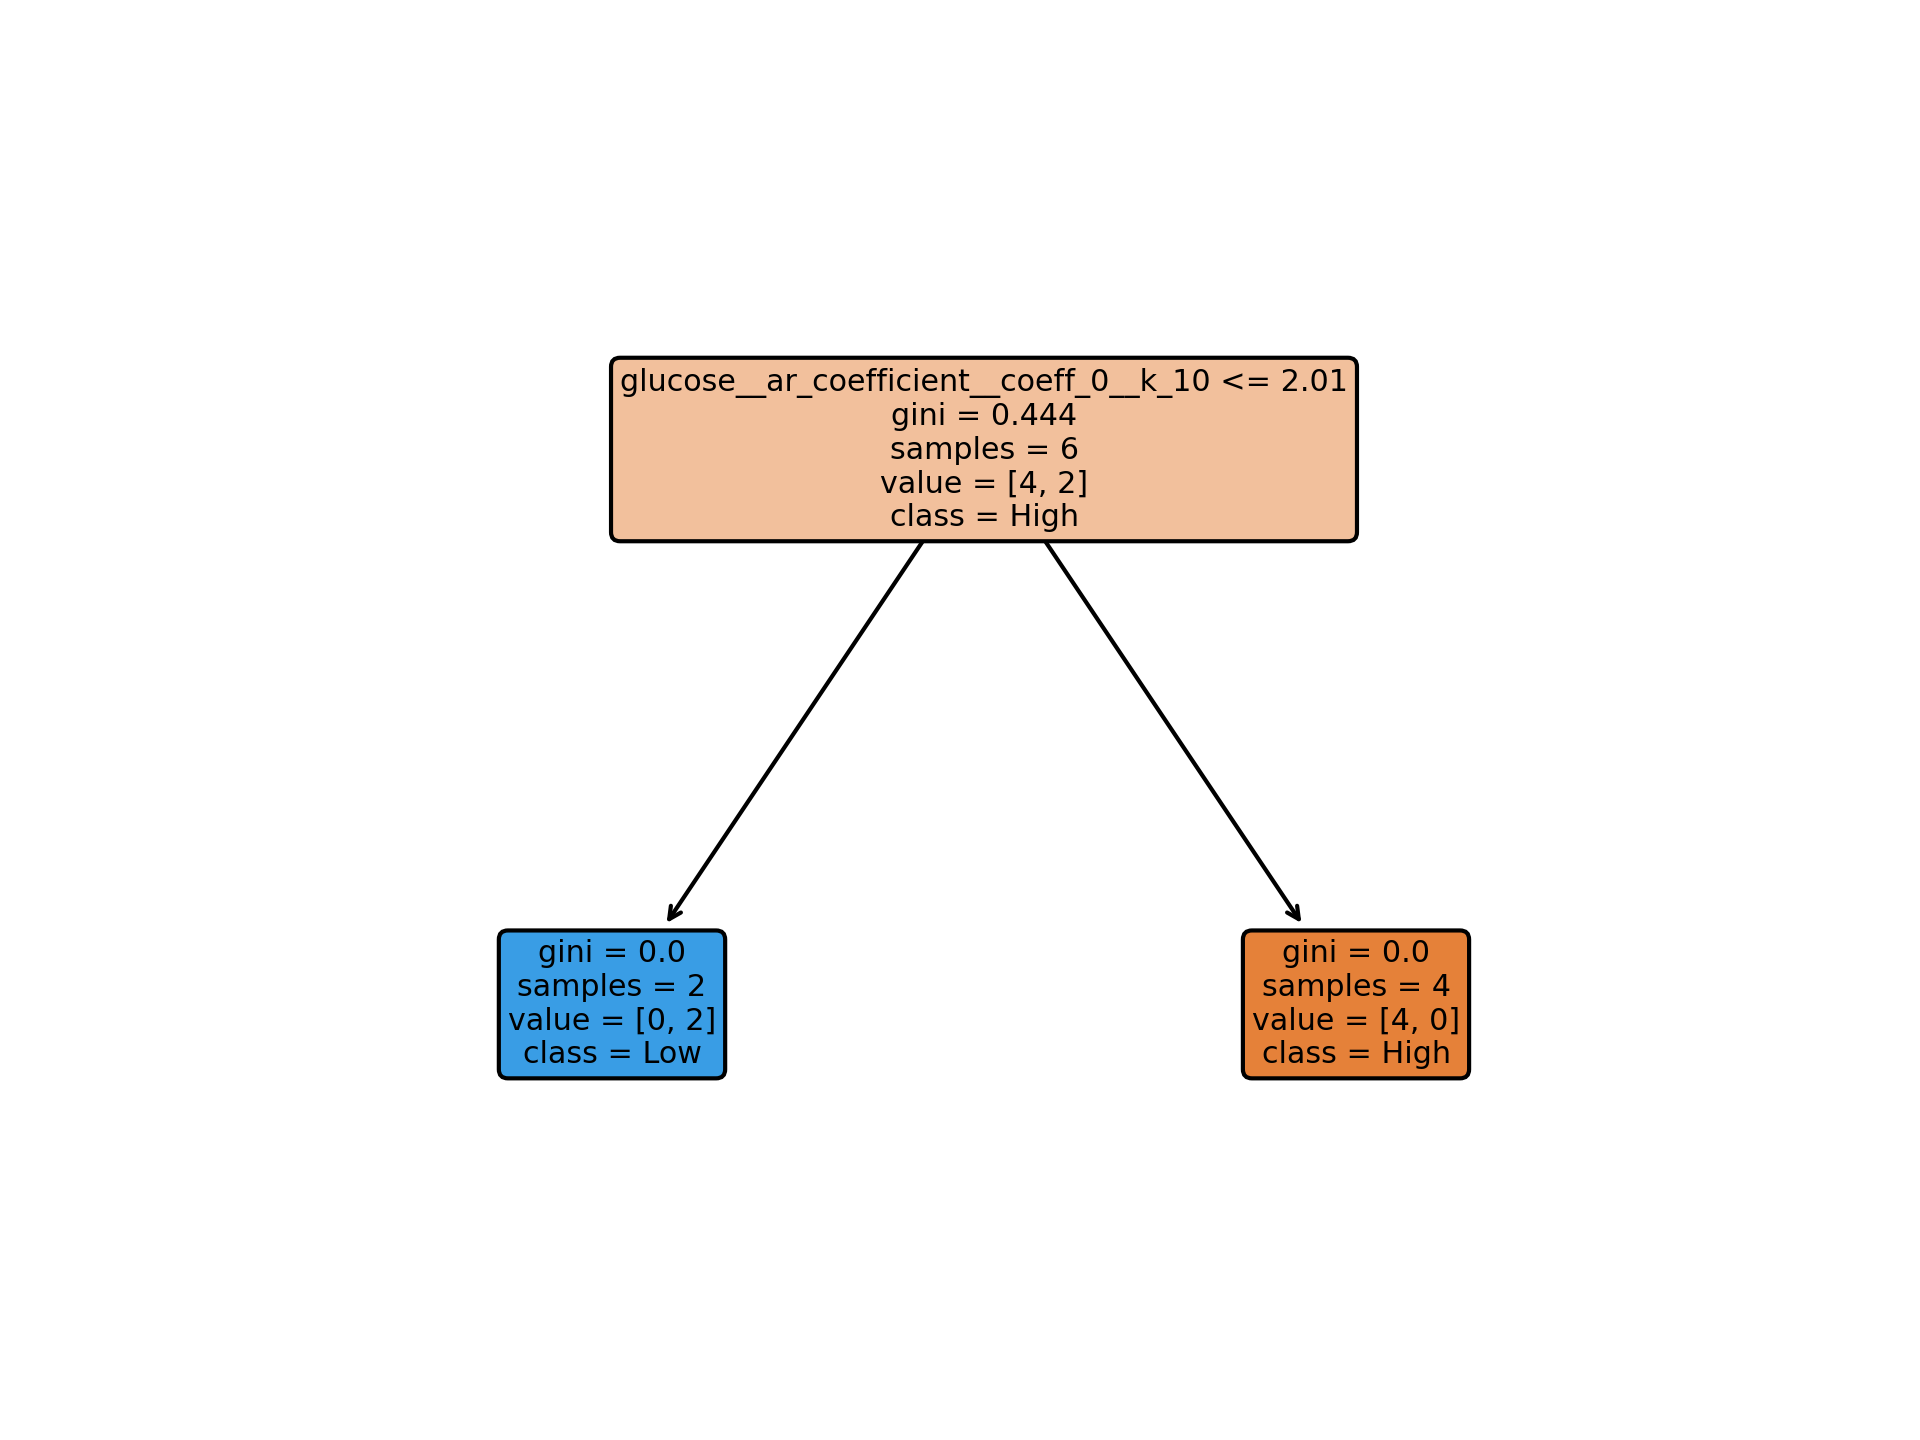 glucose__ar_coefficient__coeff_0__k_10 <= 2.01
gini = 0.444
samples = 6
value = [4, 2]
class = High
gini = 0.0
samples = 2
value = [0, 2]
class = Low
gini = 0.0
samples = 4
value = [4, 0]
class = High